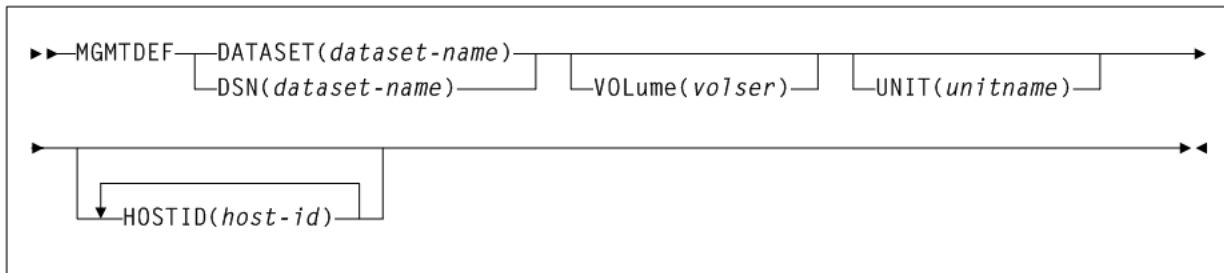 MGMTDEF DATASET(dataset-name)
DSN(dataset-name) VOLume(volser) UNIT(unitname)
HOSTID(host-id)